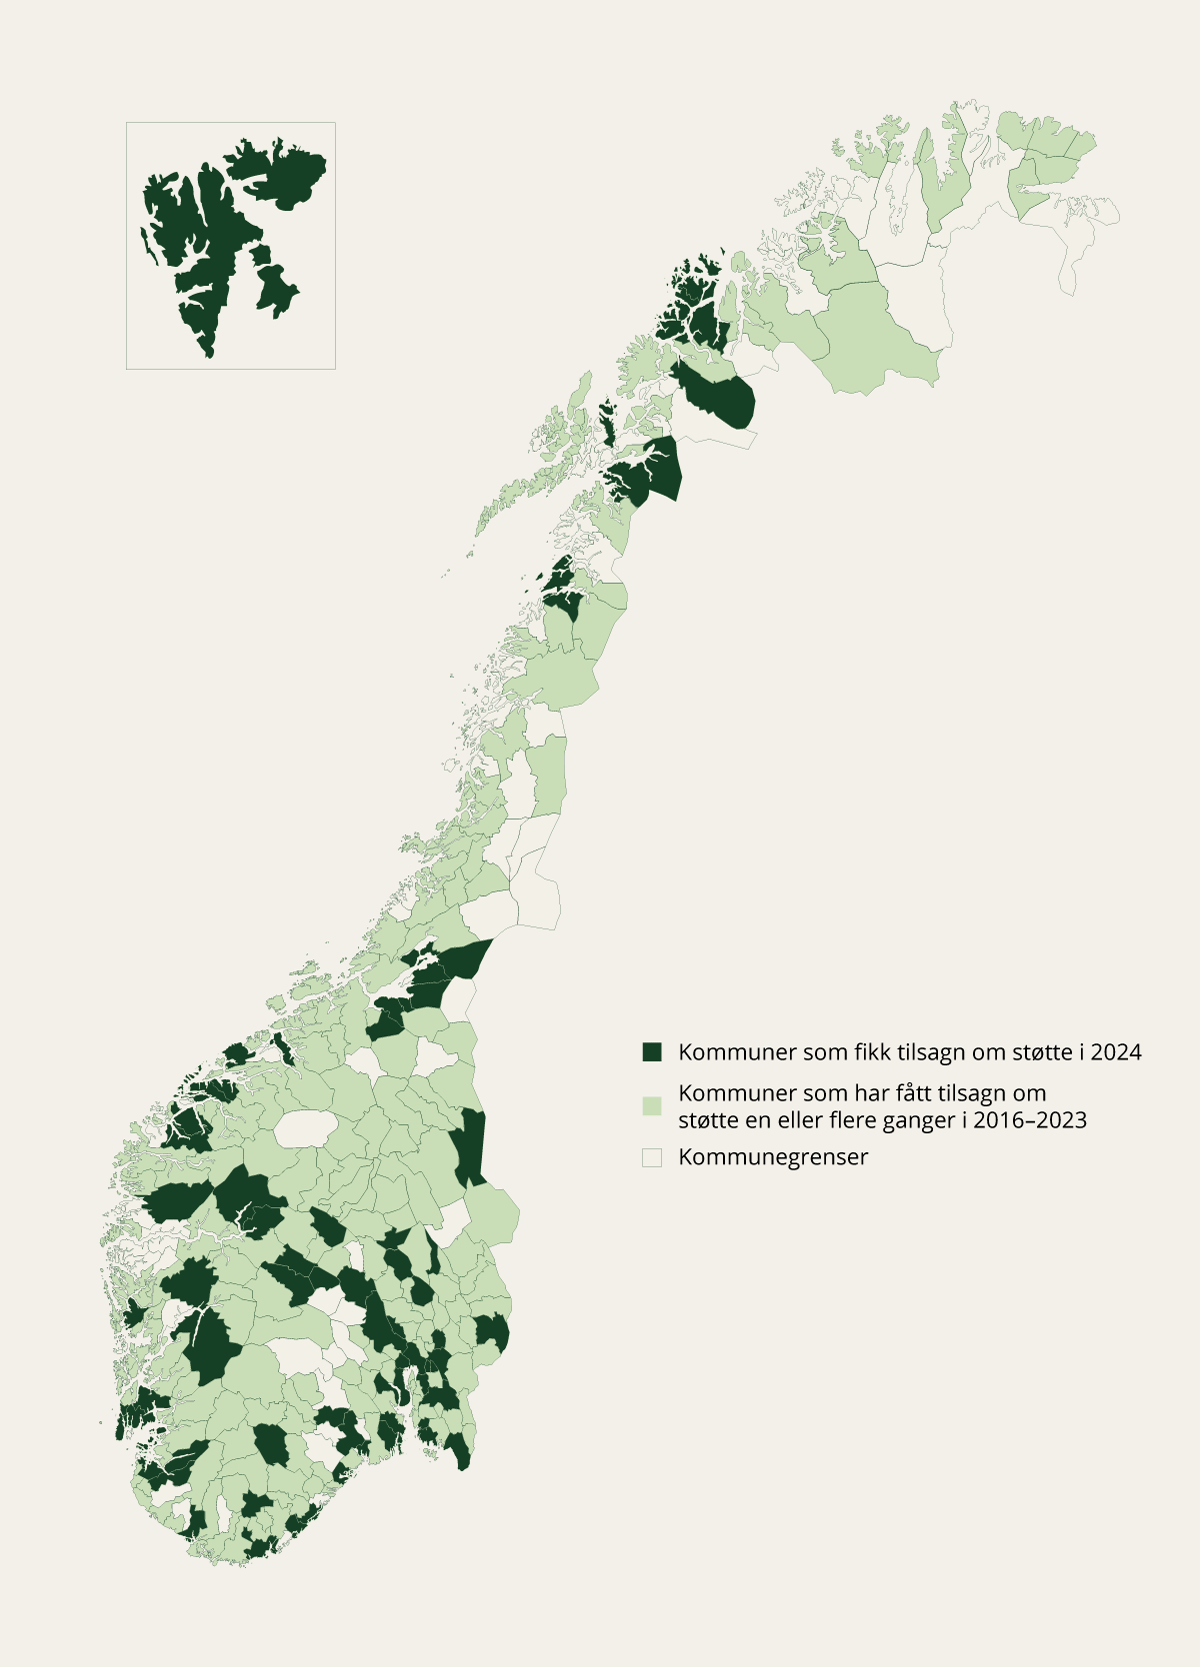 Kommuner som fikk tilsagn om støtte i 2024
Kommuner som har fått tilsagn om
støtte en eller flere ganger i 2016–2023
Kommunegrenser